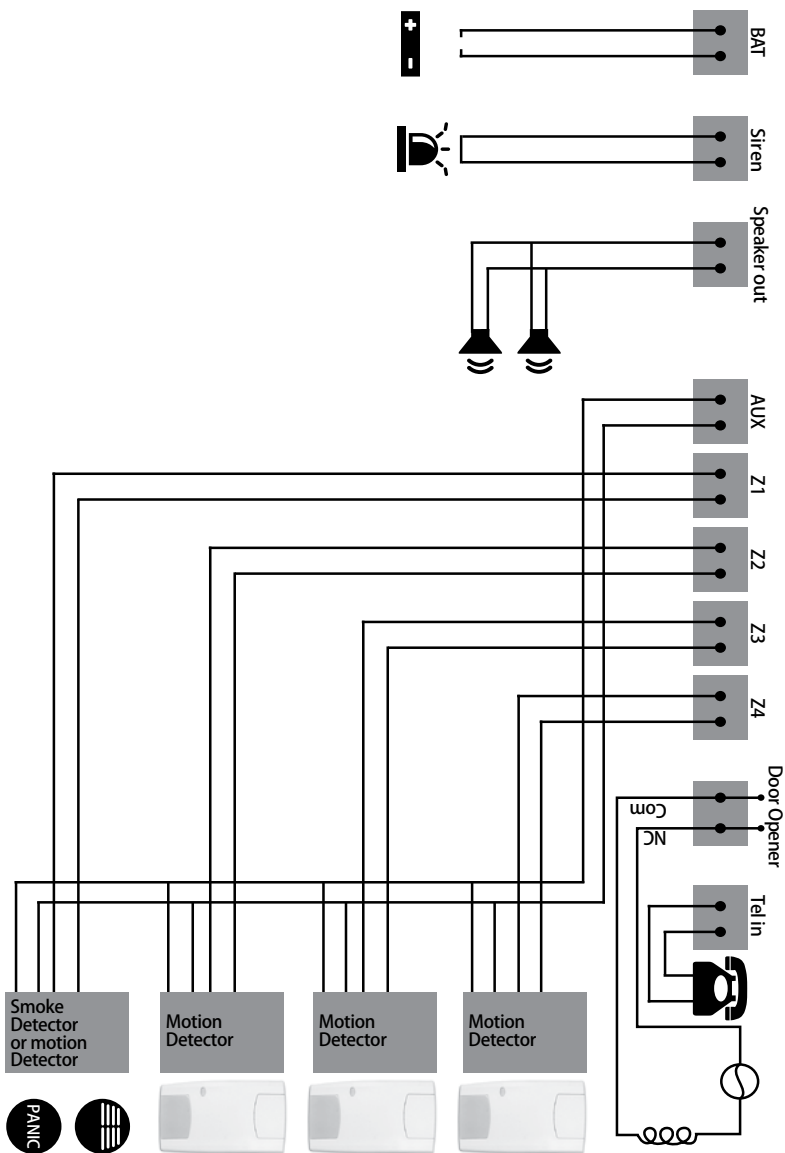 BAT
Siren
Speaker out
AUX
Z1
Z2
Z3
Z4
Door Opener
Com
NC
Tel in
Smoke
Detector
or motion
Detector
Motion
Detector
Motion
Detector
Motion
Detector
PANIC